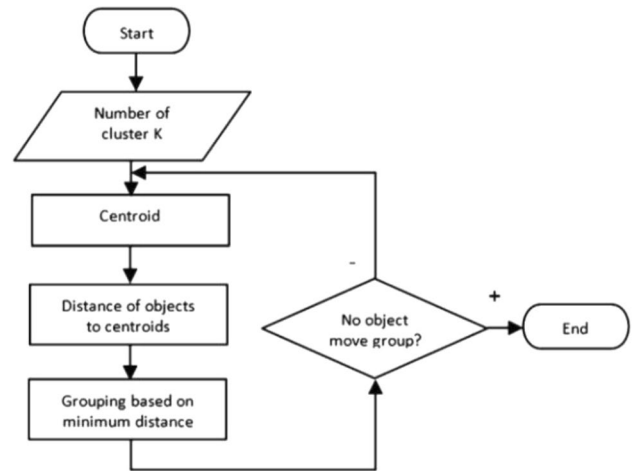 Start
Number of
cluster K
Centroid
Distance of objects
to centroids
Grouping based on
minimum distance
-
No object
move group?
+
End